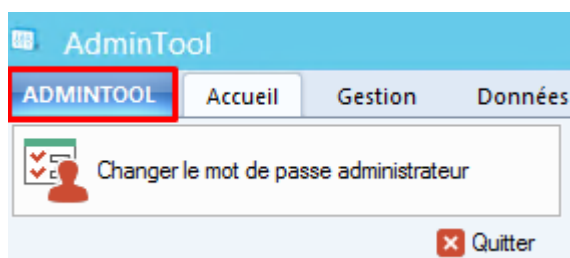 AdminTool
ADMINTOOL Accueil Gestion Données
Changer le mot de passe administrateur
Quitter